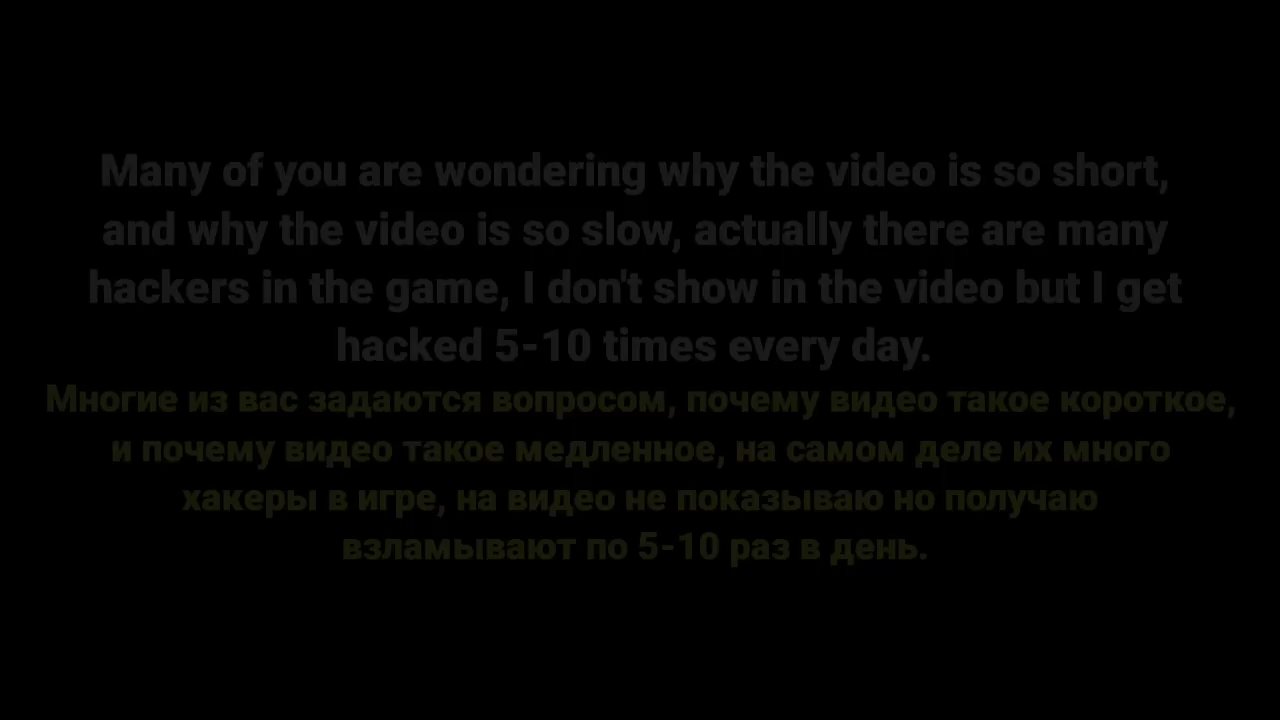 Many of you are wondering why the video is so short,
and why the video is so slow, actually there are many
hackers in the game, I don't show in the video but I get
hacked 5-10 times every day.
Многие из вас задаются вопросом, почему видео такое короткое,
и почему видео такое медленное, на самом деле их много
хакеры в игре, на видео не показываю но получаю
взламывают по 5-10 раз в день.